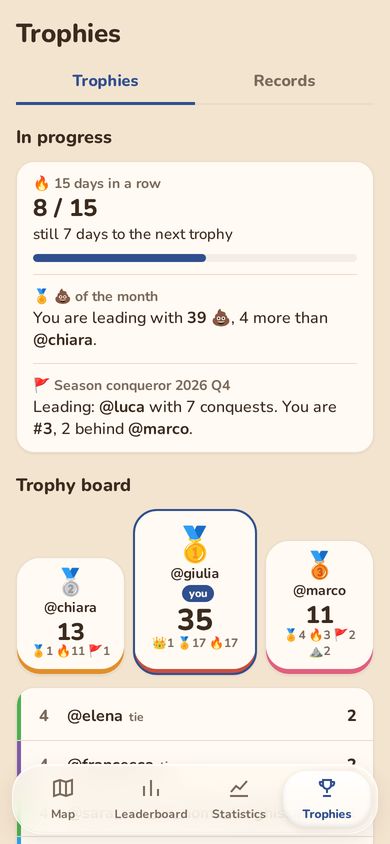 Trophies
Trophies Records
In progress
🔥 15 days in a row
8 / 15
still 7 days to the next trophy
🏅 💩 of the month
You are leading with 39 💩, 4 more than
@chiara.
🚩 Season conqueror 2026 Q4
Leading: @luca with 7 conquests. You are
#3, 2 behind @marco.
Trophy board
🥈
@chiara
13
🏅1 🔥11 🚩1
🥇
@giulia
you
35
👑1 🏅17 🔥17
🥉
@marco
11
🏅4 🔥3 🚩2
⛰️2
4 @elena tie 2
4 @francesca tie 2
Map Leaderboard Statistics Trophies